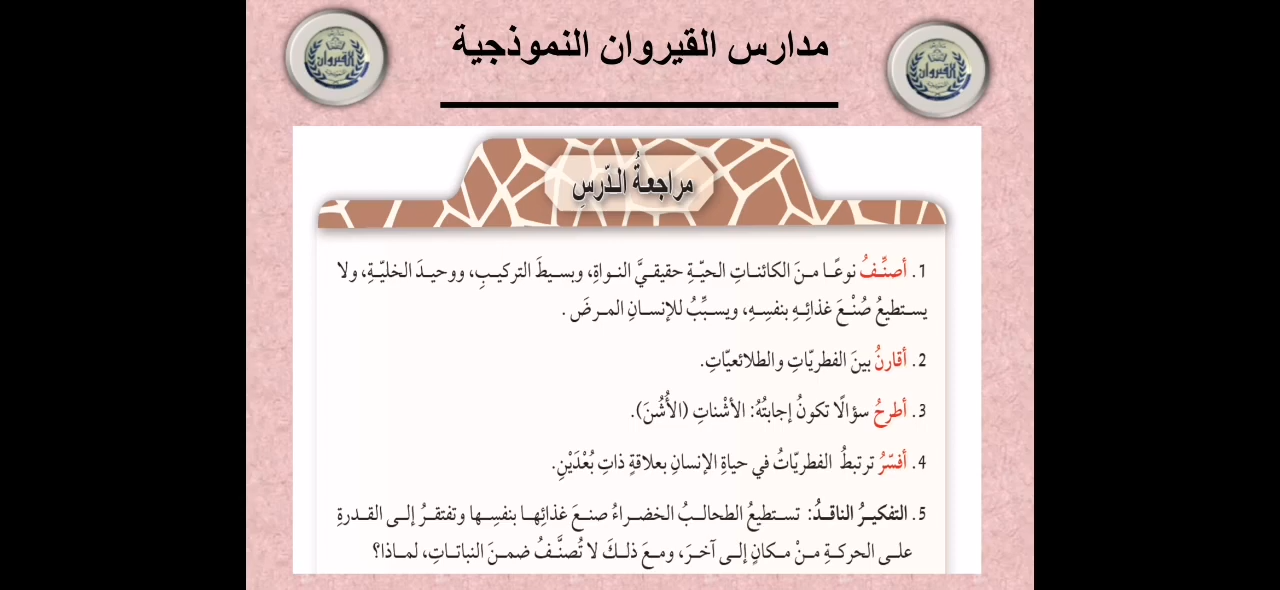 مدارس القيروان النموذجية
القيروان
القيروان
مراجعةُ الدّرسِ
1. أصنِّفُ نوعًا منَ الكائناتِ الحيّةِ حقيقيَّ النواةِ، وبسيطَ التركيبِ، ووحيدَ الخليّةِ، ولا
يستطيعُ صُنْعَ غذائِهِ بنفسِهِ، ويسبِّبُ للإنسانِ المرضَ .
2. أقارنُ بينَ الفطريّاتِ والطلائعيّاتِ.
3. أطرحُ سؤالًا تكونُ إجابتُهُ: الأشْناتِ (الأُشُنَ).
4. أفسّرُ ترتبطُ الفطريّاتُ في حياةِ الإنسانِ بعلاقةٍ ذاتِ بُعْدَيْنِ.
5. التفكيرُ الناقدُ: تستطيعُ الطحالبُ الخضراءُ صنعَ غذائِها بنفسِها وتفتقرُ إلى القدرةِ
على الحركةِ منْ مكانٍ إلى آخرَ، ومعَ ذلكَ لا تُصنَّفُ ضمنَ النباتاتِ، لماذا؟